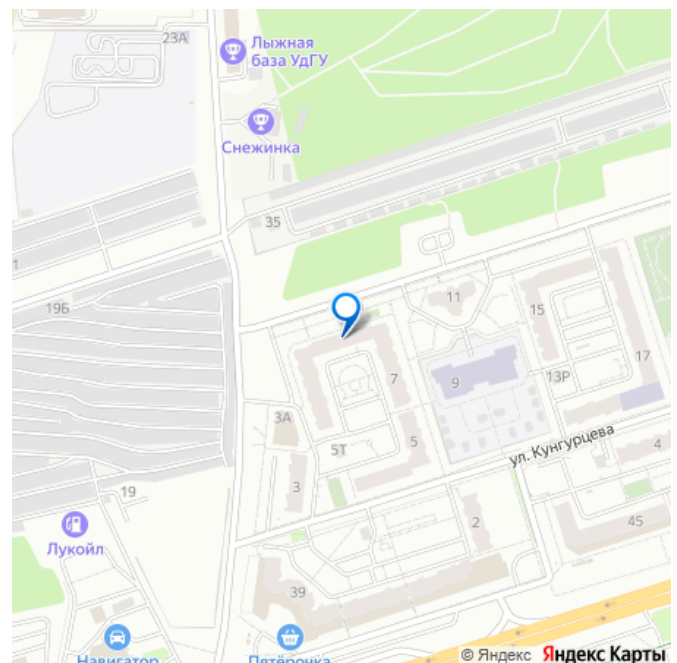 23А
Лыжная
база УдГУ
Снежинка
35
1
19Б
11
15
17
13Р
9
7
3А
5Т
5
3
ул. Кунгурцева
4
45
2
19
Лукойл
39
Навигатор
Пятёрочка
© Яндекс Яндекс Карты